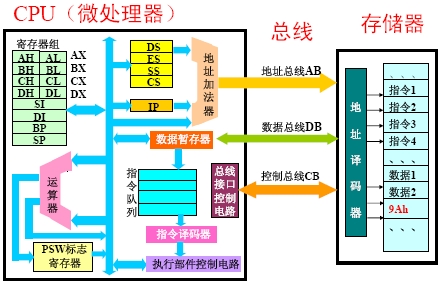 CPU（微处理器）
总线
存储器
寄存器组
AH AL AX
BH BL BX
CH CL CX
DH DL DX
SI
DI
BP
SP
DS
ES
SS
CS
IP
地址加法器
地址总线AB
数据暂存器
数据总线DB
指令队列
总线接口控制电路
控制总线CB
运算器
PSW标志寄存器
指令译码器
执行部件控制电路
地址译码器
、、、
指令1
指令2
指令3
指令4
、、、
数据1
数据2
9Ah
、、、